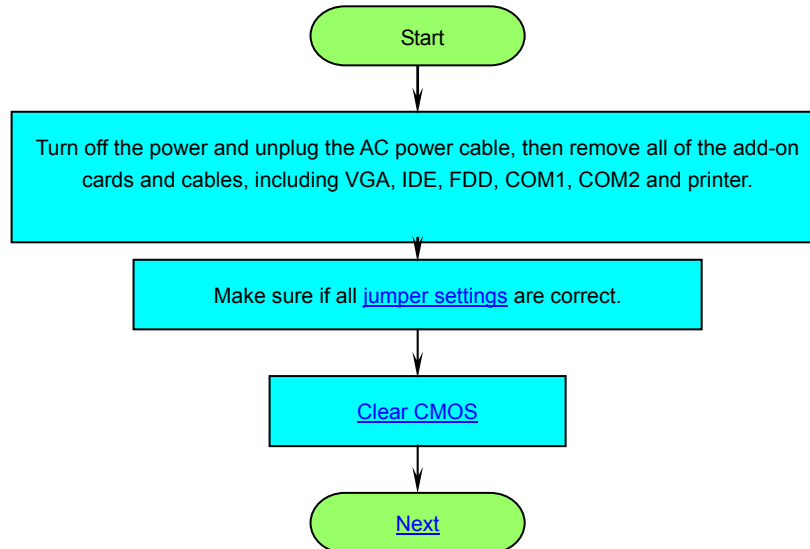 Start
Turn off the power and unplug the AC power cable, then remove all of the add-on
cards and cables, including VGA, IDE, FDD, COM1, COM2 and printer.
Make sure if all jumper settings are correct.
Clear CMOS
Next